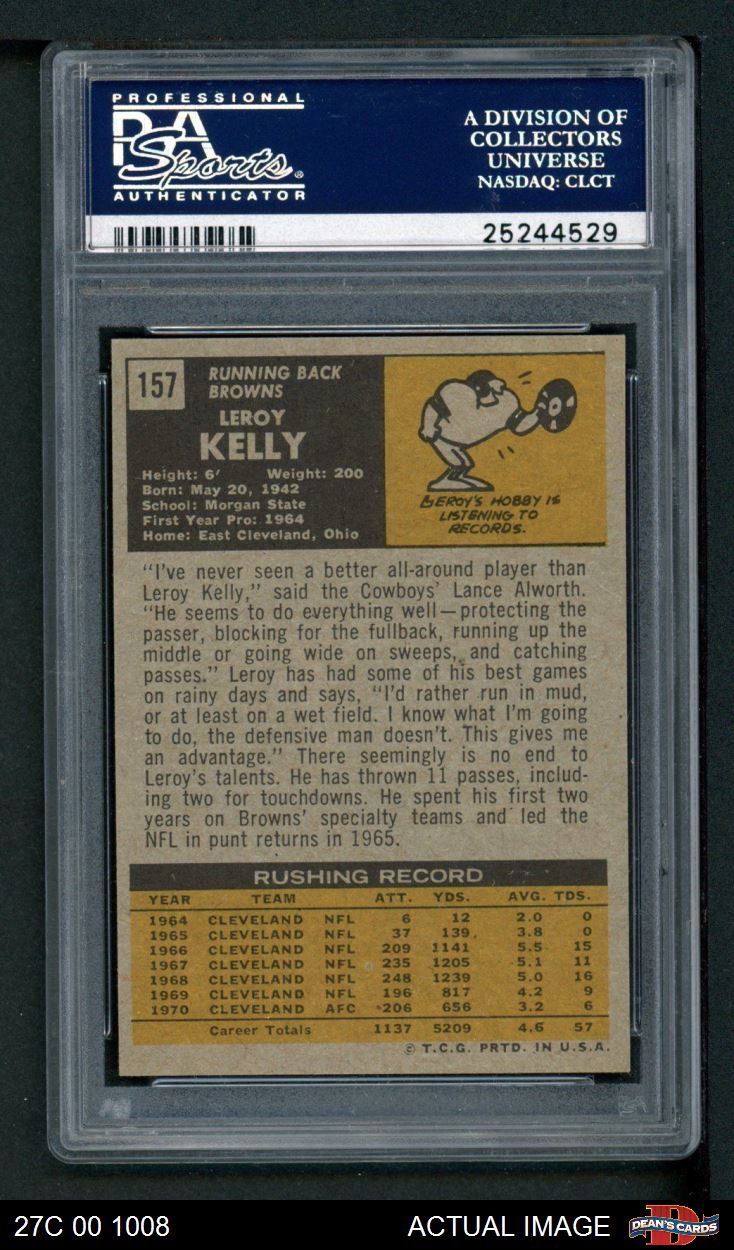 PROFESSIONAL
PSA
Sports®
AUTHENTICATOR
A DIVISION OF
COLLECTORS
UNIVERSE
NASDAQ: CLCT
25244529
157
RUNNING BACK
BROWNS
LEROY
KELLY
Height: 6' Weight: 200
Born: May 20, 1942
School: Morgan State
First Year Pro: 1964
Home: East Cleveland, Ohio
LEROY'S HOBBY IS
LISTENING TO
RECORDS.
"I've never seen a better all-around player than
Leroy Kelly," said the Cowboys' Lance Alworth.
"He seems to do everything well—protecting the
passer, blocking for the fullback, running up the
middle or going wide on sweeps, and catching
passes." Leroy has had some of his best games
on rainy days and says, "I'd rather run in mud,
or at least on a wet field. I know what I'm going
to do, the defensive man doesn't. This gives me
an advantage." There seemingly is no end to
Leroy's talents. He has thrown 11 passes, includ-
ing two for touchdowns. He spent his first two
years on Browns' specialty teams and led the
NFL in punt returns in 1965.
RUSHING RECORD
YEAR TEAM ATT. YDS. AVG. TDS.
1964 CLEVELAND NFL 6 12 2.0 0
1965 CLEVELAND NFL 37 139 3.8 0
1966 CLEVELAND NFL 209 1141 5.5 15
1967 CLEVELAND NFL 235 1205 5.1 11
1968 CLEVELAND NFL 248 1239 5.0 16
1969 CLEVELAND NFL 196 817 4.2 9
1970 CLEVELAND AFC 206 656 3.2 6
Career Totals 1137 5209 4.6 57
© T.C.G. PRTD. IN U.S.A.
27C 00 1008
ACTUAL IMAGE
DEAN'S CARDS